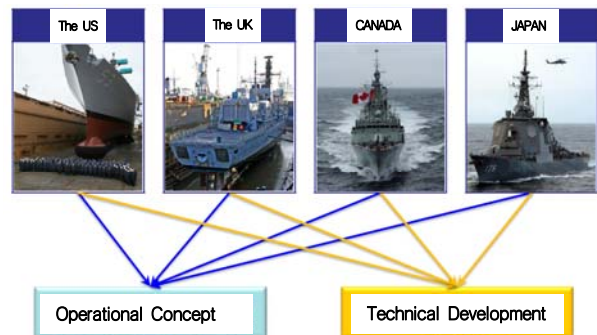 The US
The UK
CANADA
JAPAN
Operational Concept
Technical Development